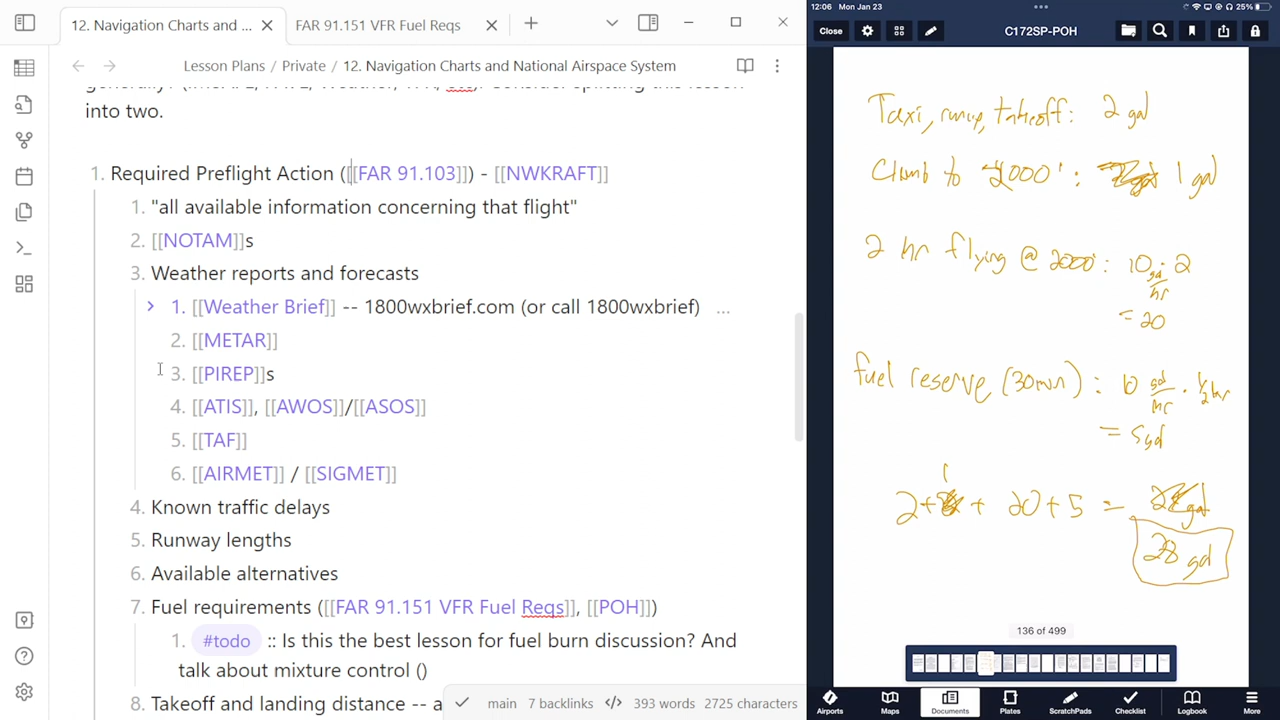 12. Navigation Charts and ...
FAR 91.151 VFR Fuel Reqs
Lesson Plans / Private / 12. Navigation Charts and National Airspace System
into two.
1. Required Preflight Action ([[FAR 91.103]]) - [[NWKRAFT]]
1. "all available information concerning that flight"
2. [[NOTAM]]s
3. Weather reports and forecasts
1. [[Weather Brief]] -- 1800wxbrief.com (or call 1800wxbrief) ...
2. [[METAR]]
3. [[PIREP]]s
4. [[ATIS]], [[AWOS]]/[[ASOS]]
5. [[TAF]]
6. [[AIRMET]] / [[SIGMET]]
4. Known traffic delays
5. Runway lengths
6. Available alternatives
7. Fuel requirements ([[FAR 91.151 VFR Fuel Reqs]], [[POH]])
1. #todo :: Is this the best lesson for fuel burn discussion? And
talk about mixture control ()
8. Takeoff and landing distance -- a
main 7 backlinks 393 words 2725 characters
12:06 Mon Jan 23
25%
Close
C172SP-POH
Taxi, runup, takeoff: 2 gal
Climb to 2000': 1 gal
2 hr flying @ 2000': 10 gal/hr · 2
= 20
fuel reserve (30min): 10 gal/hr · 1/2 hr
= 5 gal
1
2 + + 20 + 5 =
28 gal
136 of 499
Airports
Maps
Documents
Plates
ScratchPads
Checklist
Logbook
More